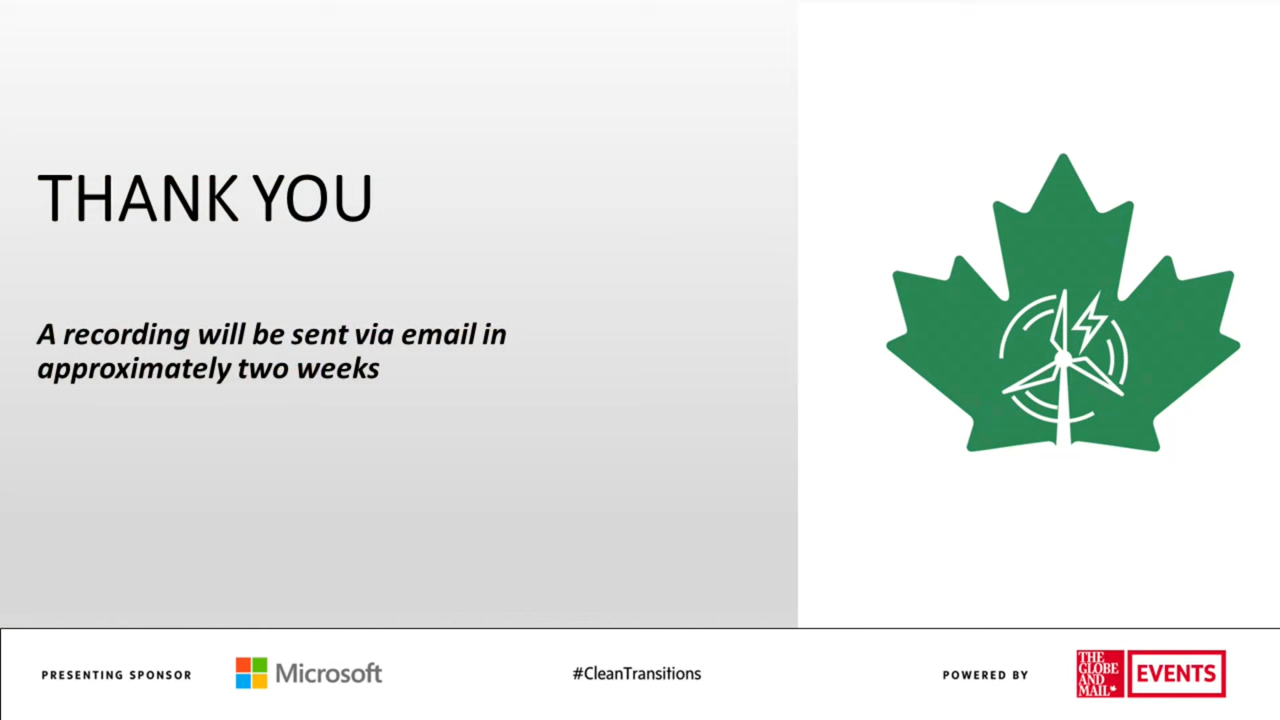 THANK YOU
A recording will be sent via email in
approximately two weeks
PRESENTING SPONSOR
Microsoft
#CleanTransitions
POWERED BY
THE
GLOBE
AND
MAIL
EVENTS